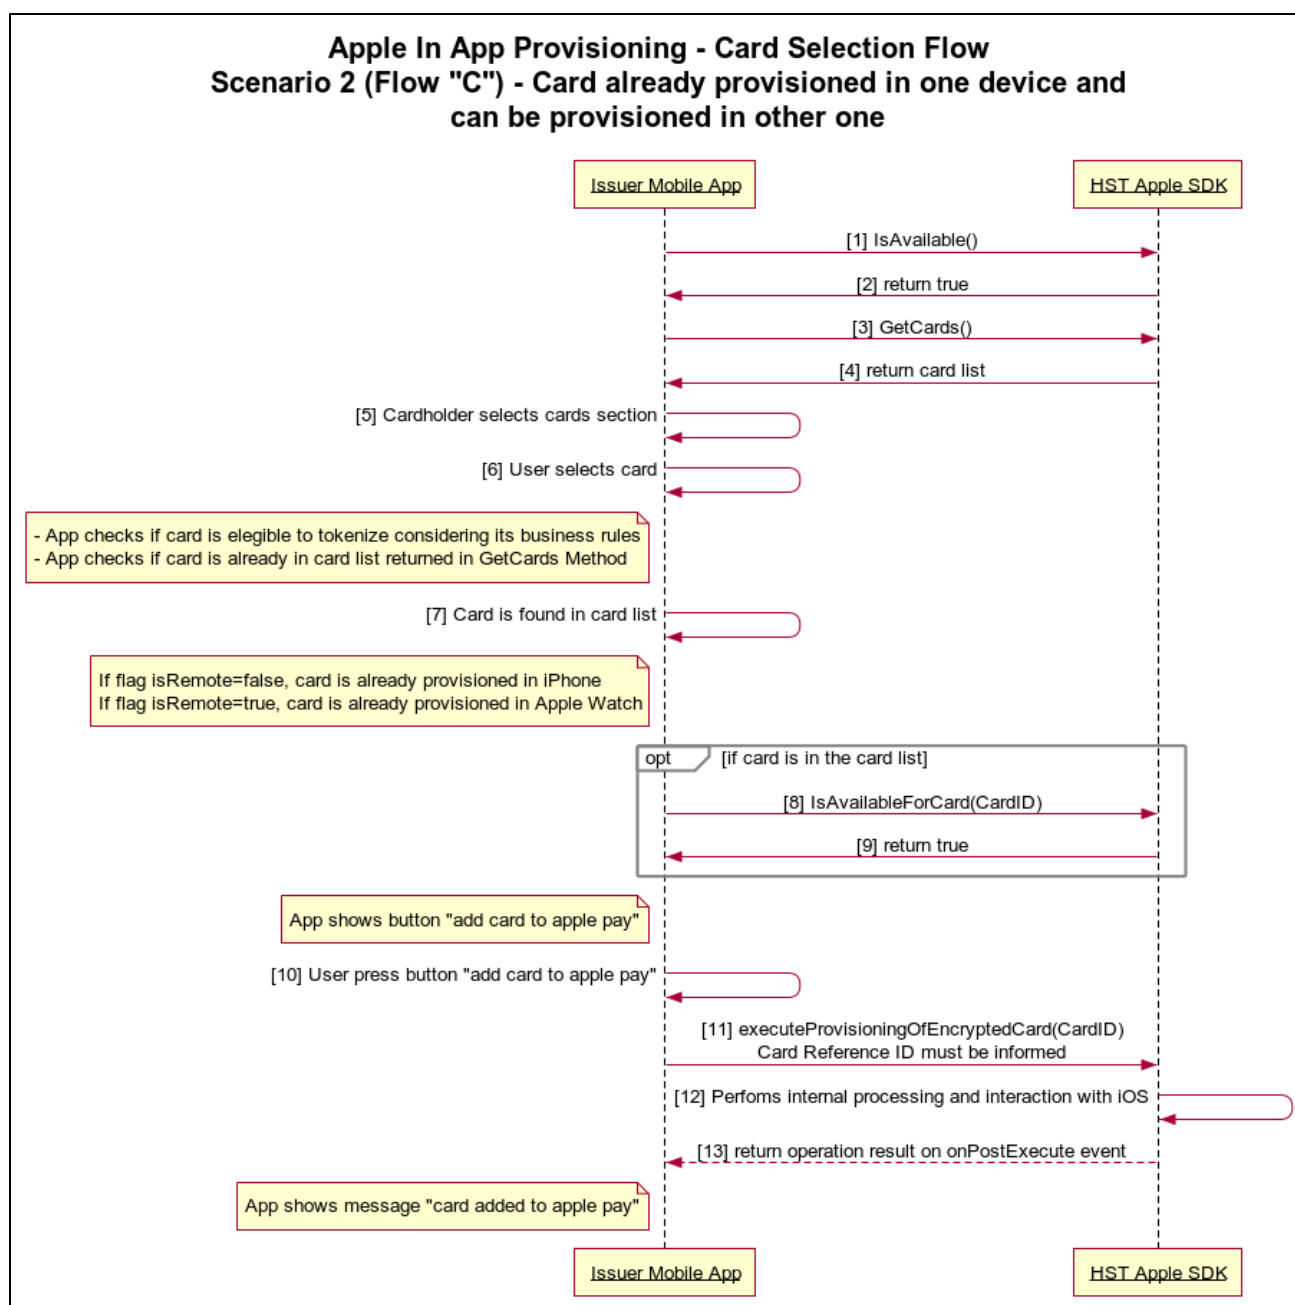 Apple In App Provisioning - Card Selection Flow
Scenario 2 (Flow "C") - Card already provisioned in one device and
can be provisioned in other one
Issuer Mobile App
HST Apple SDK
[1] IsAvailable()
[2] return true
[3] GetCards()
[4] return card list
[5] Cardholder selects cards section
[6] User selects card
- App checks if card is elegible to tokenize considering its business rules
- App checks if card is already in card list returned in GetCards Method
[7] Card is found in card list
If flag isRemote=false, card is already provisioned in iPhone
If flag isRemote=true, card is already provisioned in Apple Watch
opt
[if card is in the card list]
[8] IsAvailableForCard(CardID)
[9] return true
App shows button "add card to apple pay"
[10] User press button "add card to apple pay"
[11] executeProvisioningOfEncryptedCard(CardID)
Card Reference ID must be informed
[12] Perfoms internal processing and interaction with iOS
[13] return operation result on onPostExecute event
App shows message "card added to apple pay"
Issuer Mobile App
HST Apple SDK